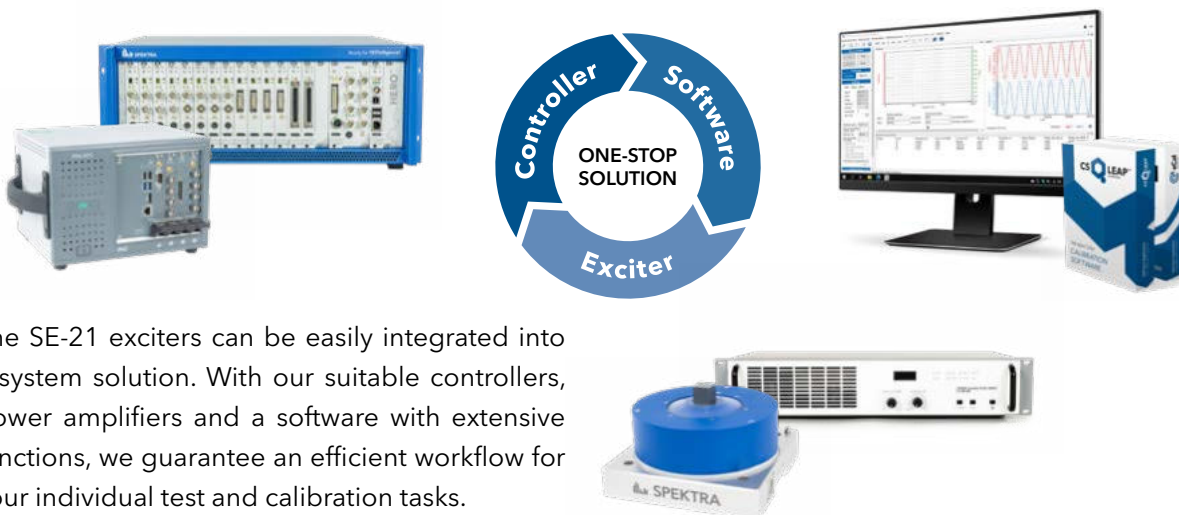 SPEKTRA
HERO
Controller
Software
Exciter
ONE-STOP
SOLUTION
CS Q LEAP
CALIBRATION
SOFTWARE
he SE-21 exciters can be easily integrated into
system solution. With our suitable controllers,
ower amplifiers and a software with extensive
nctions, we guarantee an efficient workflow for
our individual test and calibration tasks.
SPEKTRA